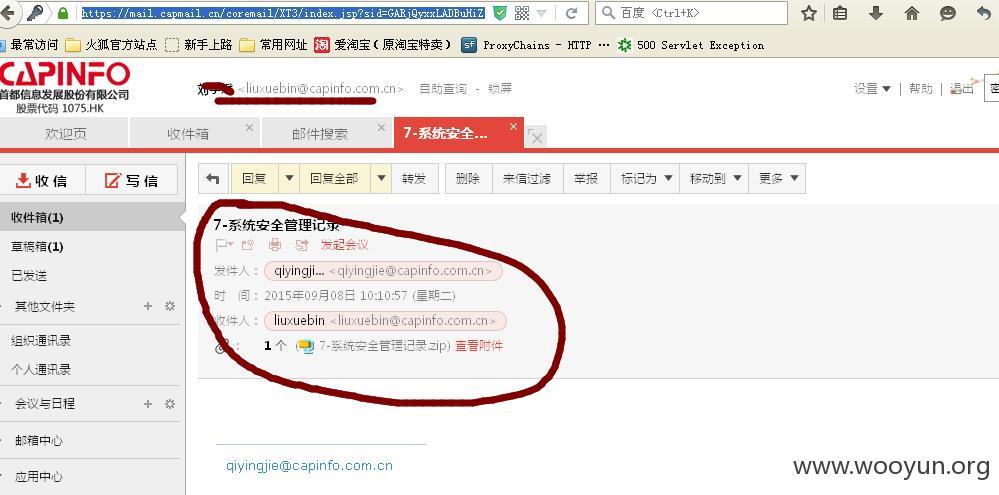 https://mail.capmail.cn/coremail/XT3/index.jsp?sid=GARjQyxxLADBuHiZ
百度 <Ctrl+K>
最常访问 火狐官方站点 新手上路 常用网址 淘 爱淘宝（原淘宝特卖） sf ProxyChains - HTTP ··· 500 Servlet Exception
CAPINFO
首都信息发展股份有限公司
股票代码 1075.HK
<liuxuebin@capinfo.com.cn> 自助查询 - 锁屏
设置 | 帮助 | 退出
欢迎页 收件箱 邮件搜索 7-系统安全...
收信 写信
回复 回复全部 转发 删除 来信过滤 举报 标记为 移动到 更多
收件箱(1)
草稿箱(1)
已发送
其他文件夹
组织通讯录
个人通讯录
会议与日程
邮箱中心
应用中心
7-系统安全管理记录
发起会议
发件人： qiyingji... <qiyingjie@capinfo.com.cn>
时 间： 2015年09月08日 10:10:57 (星期二)
收件人： liuxuebin <liuxuebin@capinfo.com.cn>
： 1 个 ( 7-系统安全管理记录.zip) 查看附件
qiyingjie@capinfo.com.cn
www.wooyun.org